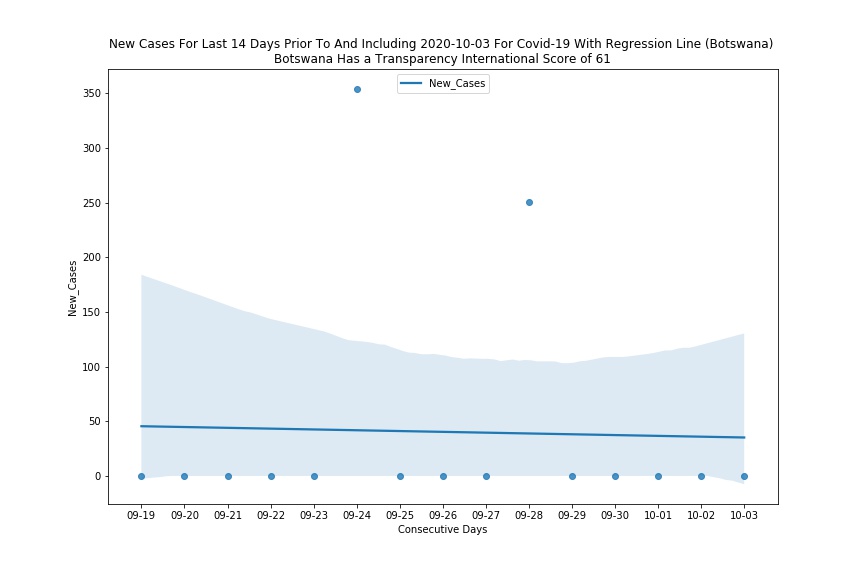 New Cases For Last 14 Days Prior To And Including 2020-10-03 For Covid-19 With Regression Line (Botswana)
Botswana Has a Transparency International Score of 61
New_Cases
350
300
250
200
150
100
50
0
New_Cases
09-19 09-20 09-21 09-22 09-23 09-24 09-25 09-26 09-27 09-28 09-29 09-30 10-01 10-02 10-03
Consecutive Days